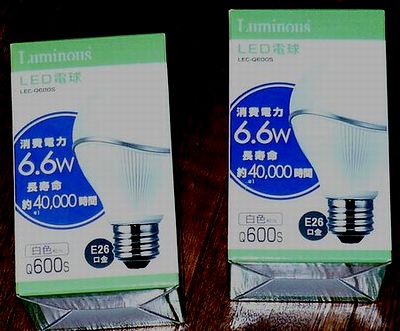 Luminous
LED電球
LEC-Q600S
消費電力
6.6W
長寿命
約40,000時間
※1
白色
Q600s
E26
口金
Luminous
LED電球
LEC-Q600S
消費電力
6.6W
長寿命
約40,000時間
※1
白色
Q600s
E26
口金